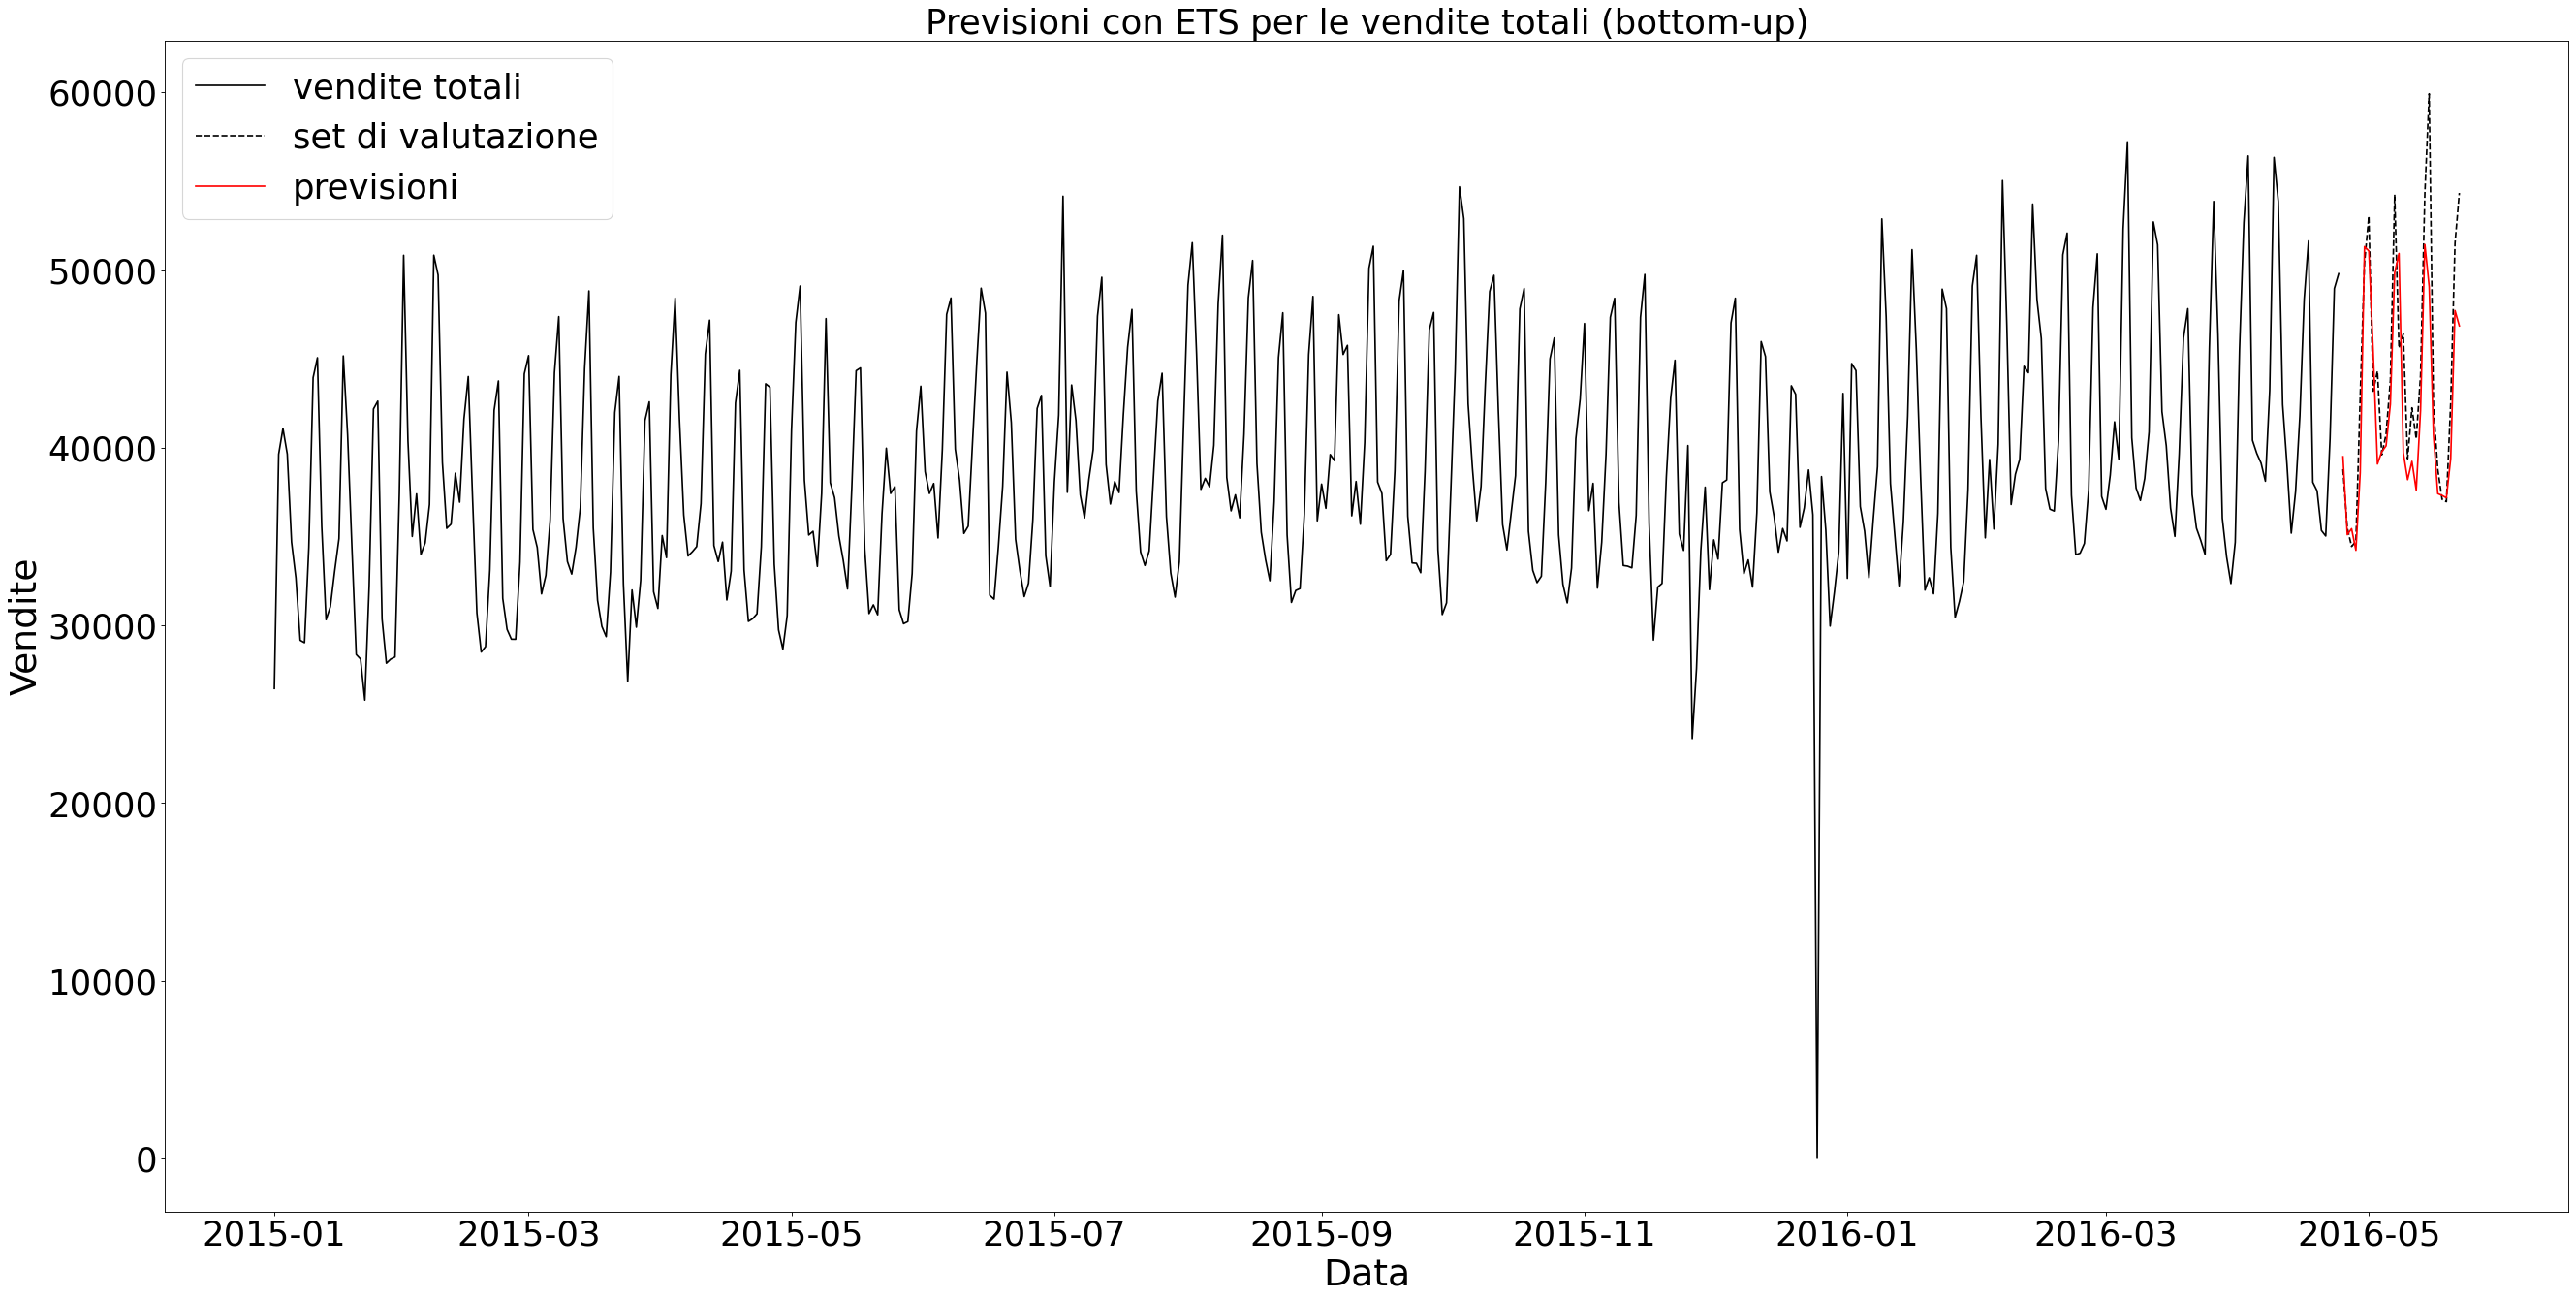 Previsioni con ETS per le vendite totali (bottom-up)
vendite totali
set di valutazione
previsioni
60000
50000
40000
30000
20000
10000
0
Vendite
2015-01 2015-03 2015-05 2015-07 2015-09 2015-11 2016-01 2016-03 2016-05
Data